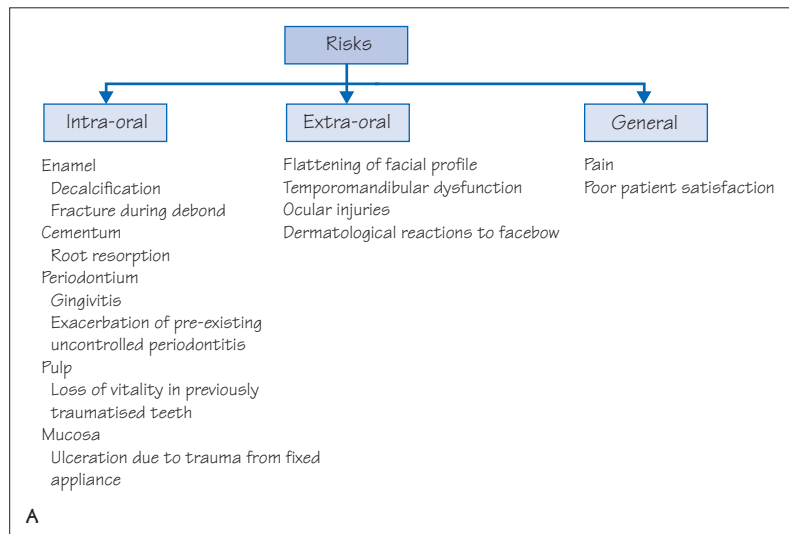 Risks
Intra-oral
Extra-oral
General
Enamel
Decalcification
Fracture during debond
Cementum
Root resorption
Periodontium
Gingivitis
Exacerbation of pre-existing
uncontrolled periodontitis
Pulp
Loss of vitality in previously
traumatised teeth
Mucosa
Ulceration due to trauma from fixed
appliance
Flattening of facial profile
Temporomandibular dysfunction
Ocular injuries
Dermatological reactions to facebow
Pain
Poor patient satisfaction
A